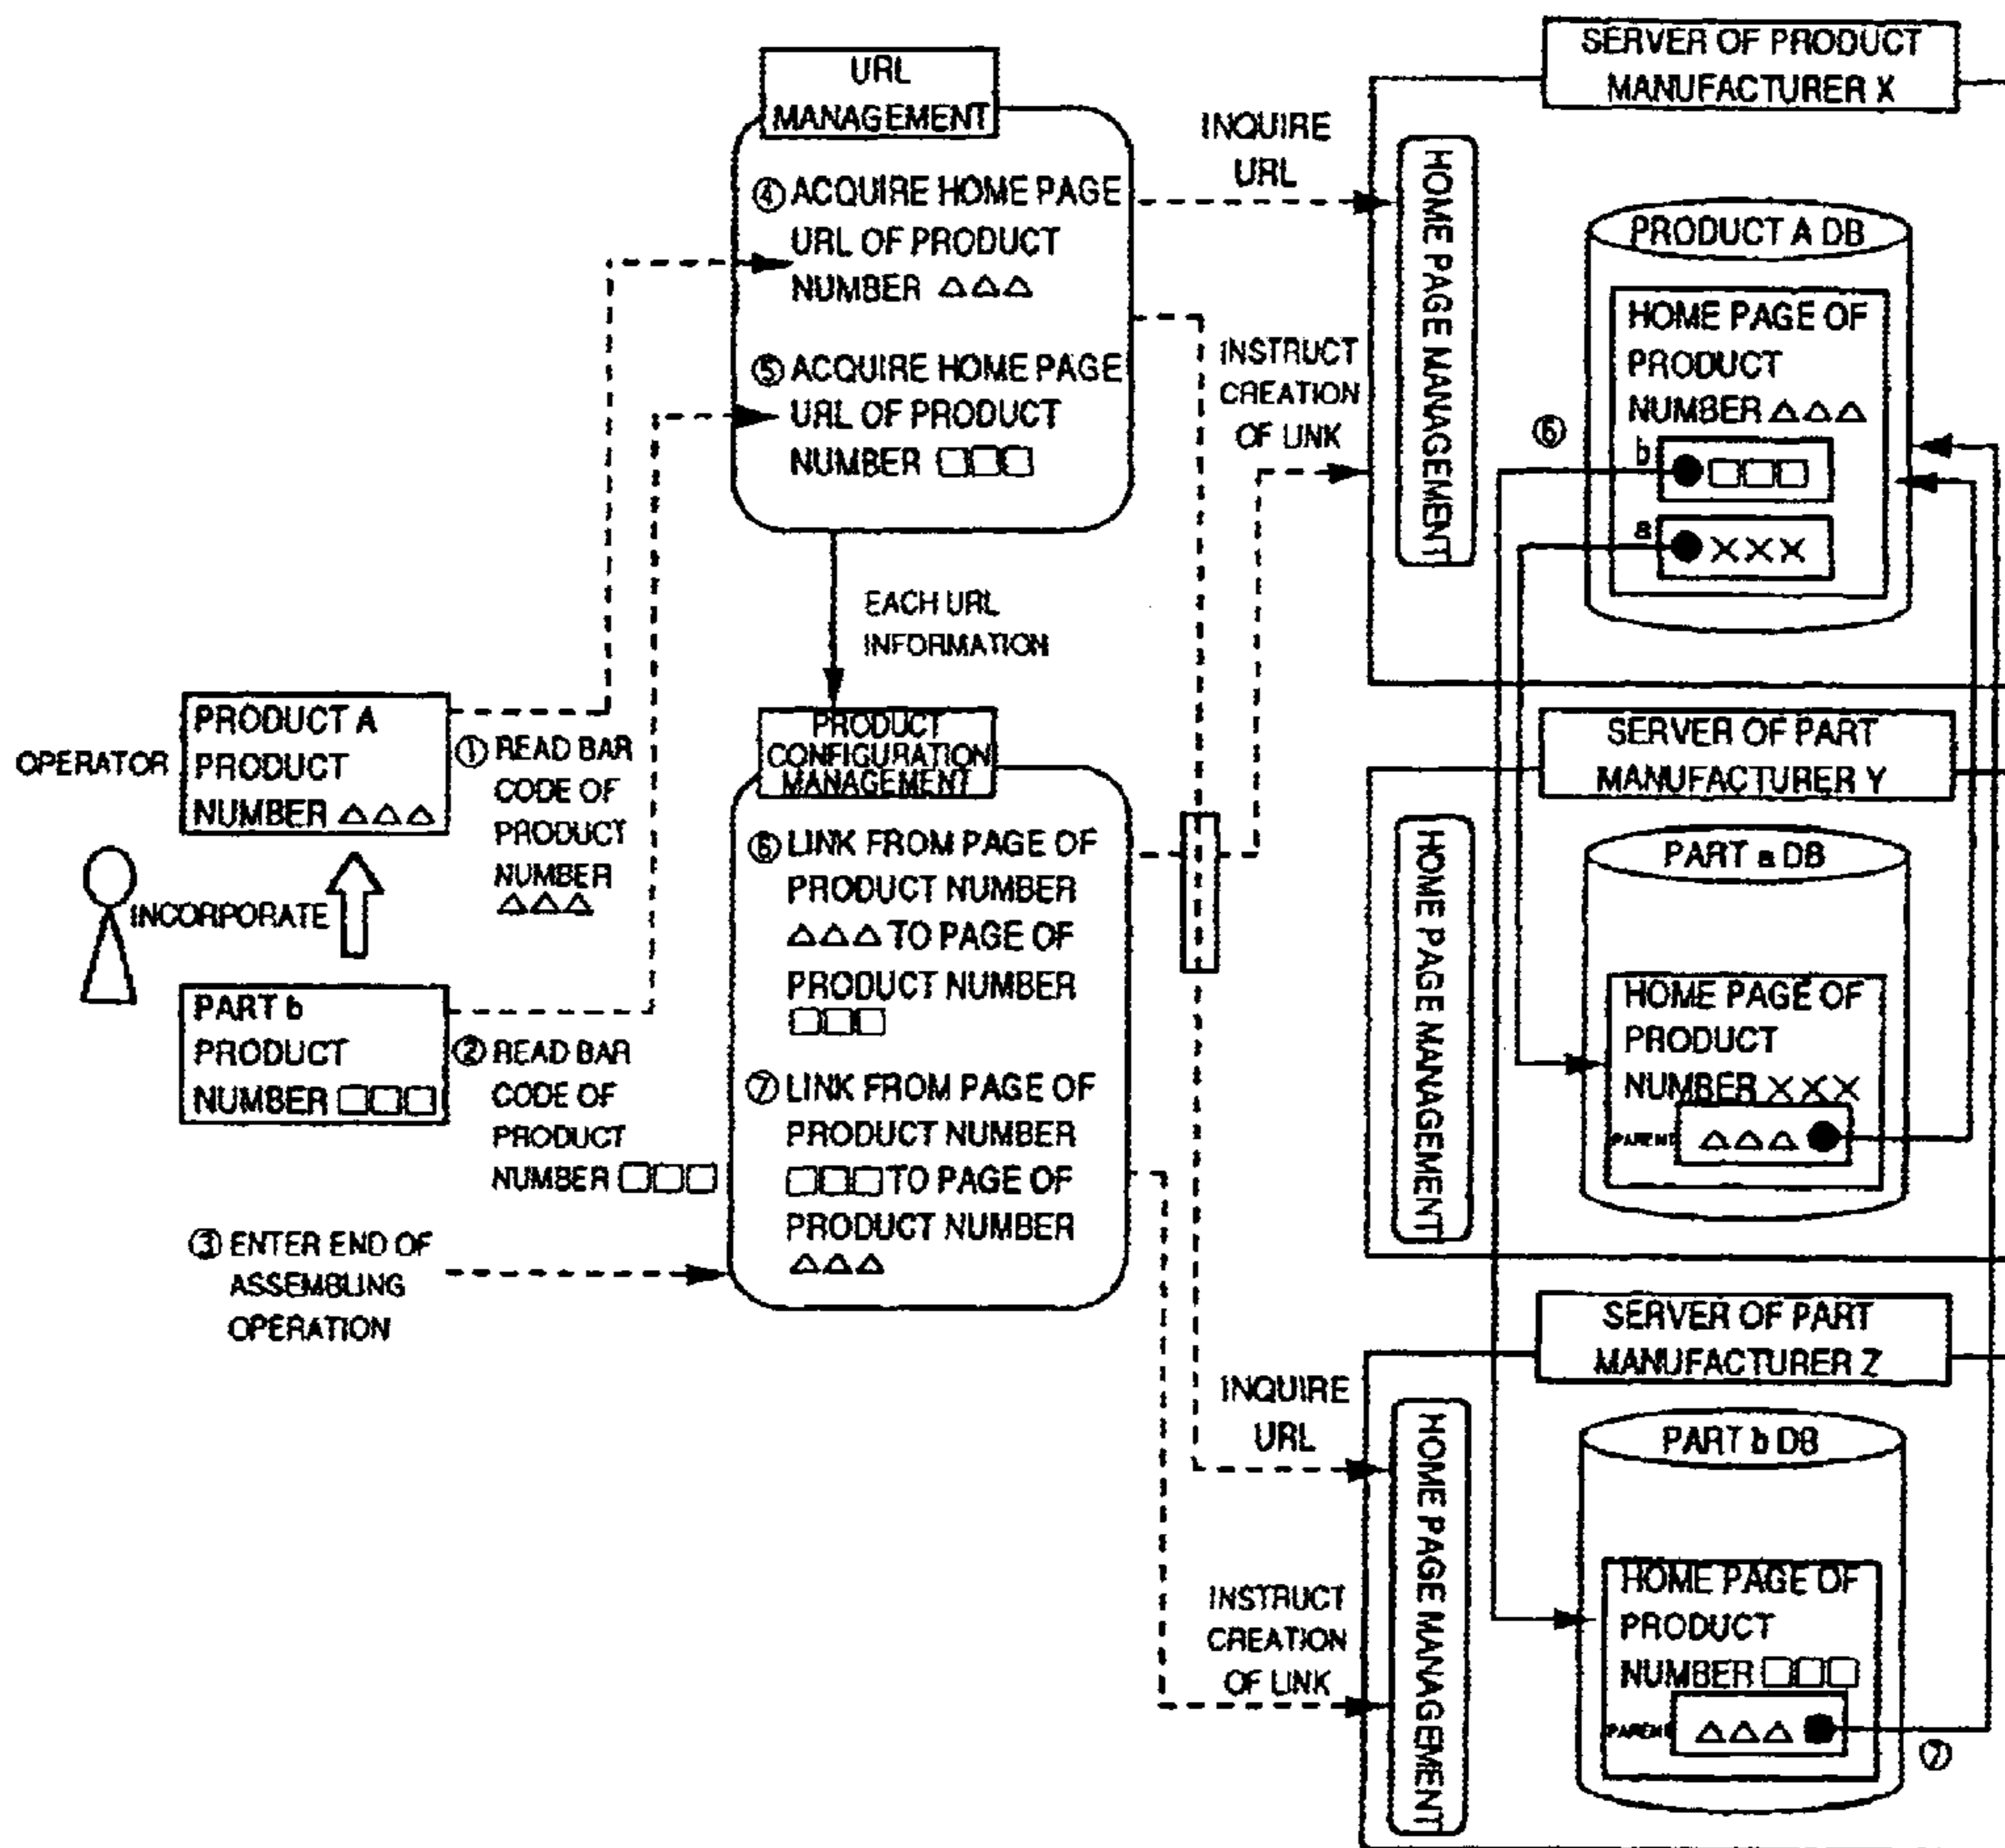 OPERATOR
PRODUCT A
PRODUCT
NUMBER △△△
① READ BAR
CODE OF
PRODUCT
NUMBER
△△△
INCORPORATE
PART b
PRODUCT
NUMBER □□□
② READ BAR
CODE OF
PRODUCT
NUMBER □□□
③ ENTER END OF
ASSEMBLING
OPERATION
URL
MANAGEMENT
④ ACQUIRE HOME PAGE
URL OF PRODUCT
NUMBER △△△
⑤ ACQUIRE HOME PAGE
URL OF PRODUCT
NUMBER □□□
EACH URL
INFORMATION
PRODUCT
CONFIGURATION
MANAGEMENT
⑥ LINK FROM PAGE OF
PRODUCT NUMBER
△△△ TO PAGE OF
PRODUCT NUMBER
□□□
⑦ LINK FROM PAGE OF
PRODUCT NUMBER
□□□ TO PAGE OF
PRODUCT NUMBER
△△△
INQUIRE
URL
INSTRUCT
CREATION
OF LINK
INQUIRE
URL
INSTRUCT
CREATION
OF LINK
SERVER OF PRODUCT
MANUFACTURER X
HOME PAGE MANAGEMENT
PRODUCT A DB
HOME PAGE OF
PRODUCT
NUMBER △△△
⑥
b ●□□□
a ●×××
SERVER OF PART
MANUFACTURER Y
HOME PAGE MANAGEMENT
PART a DB
HOME PAGE OF
PRODUCT
NUMBER ×××
PARENT △△△●
SERVER OF PART
MANUFACTURER Z
HOME PAGE MANAGEMENT
PART b DB
HOME PAGE OF
PRODUCT
NUMBER □□□
PARENT △△△●
⑦